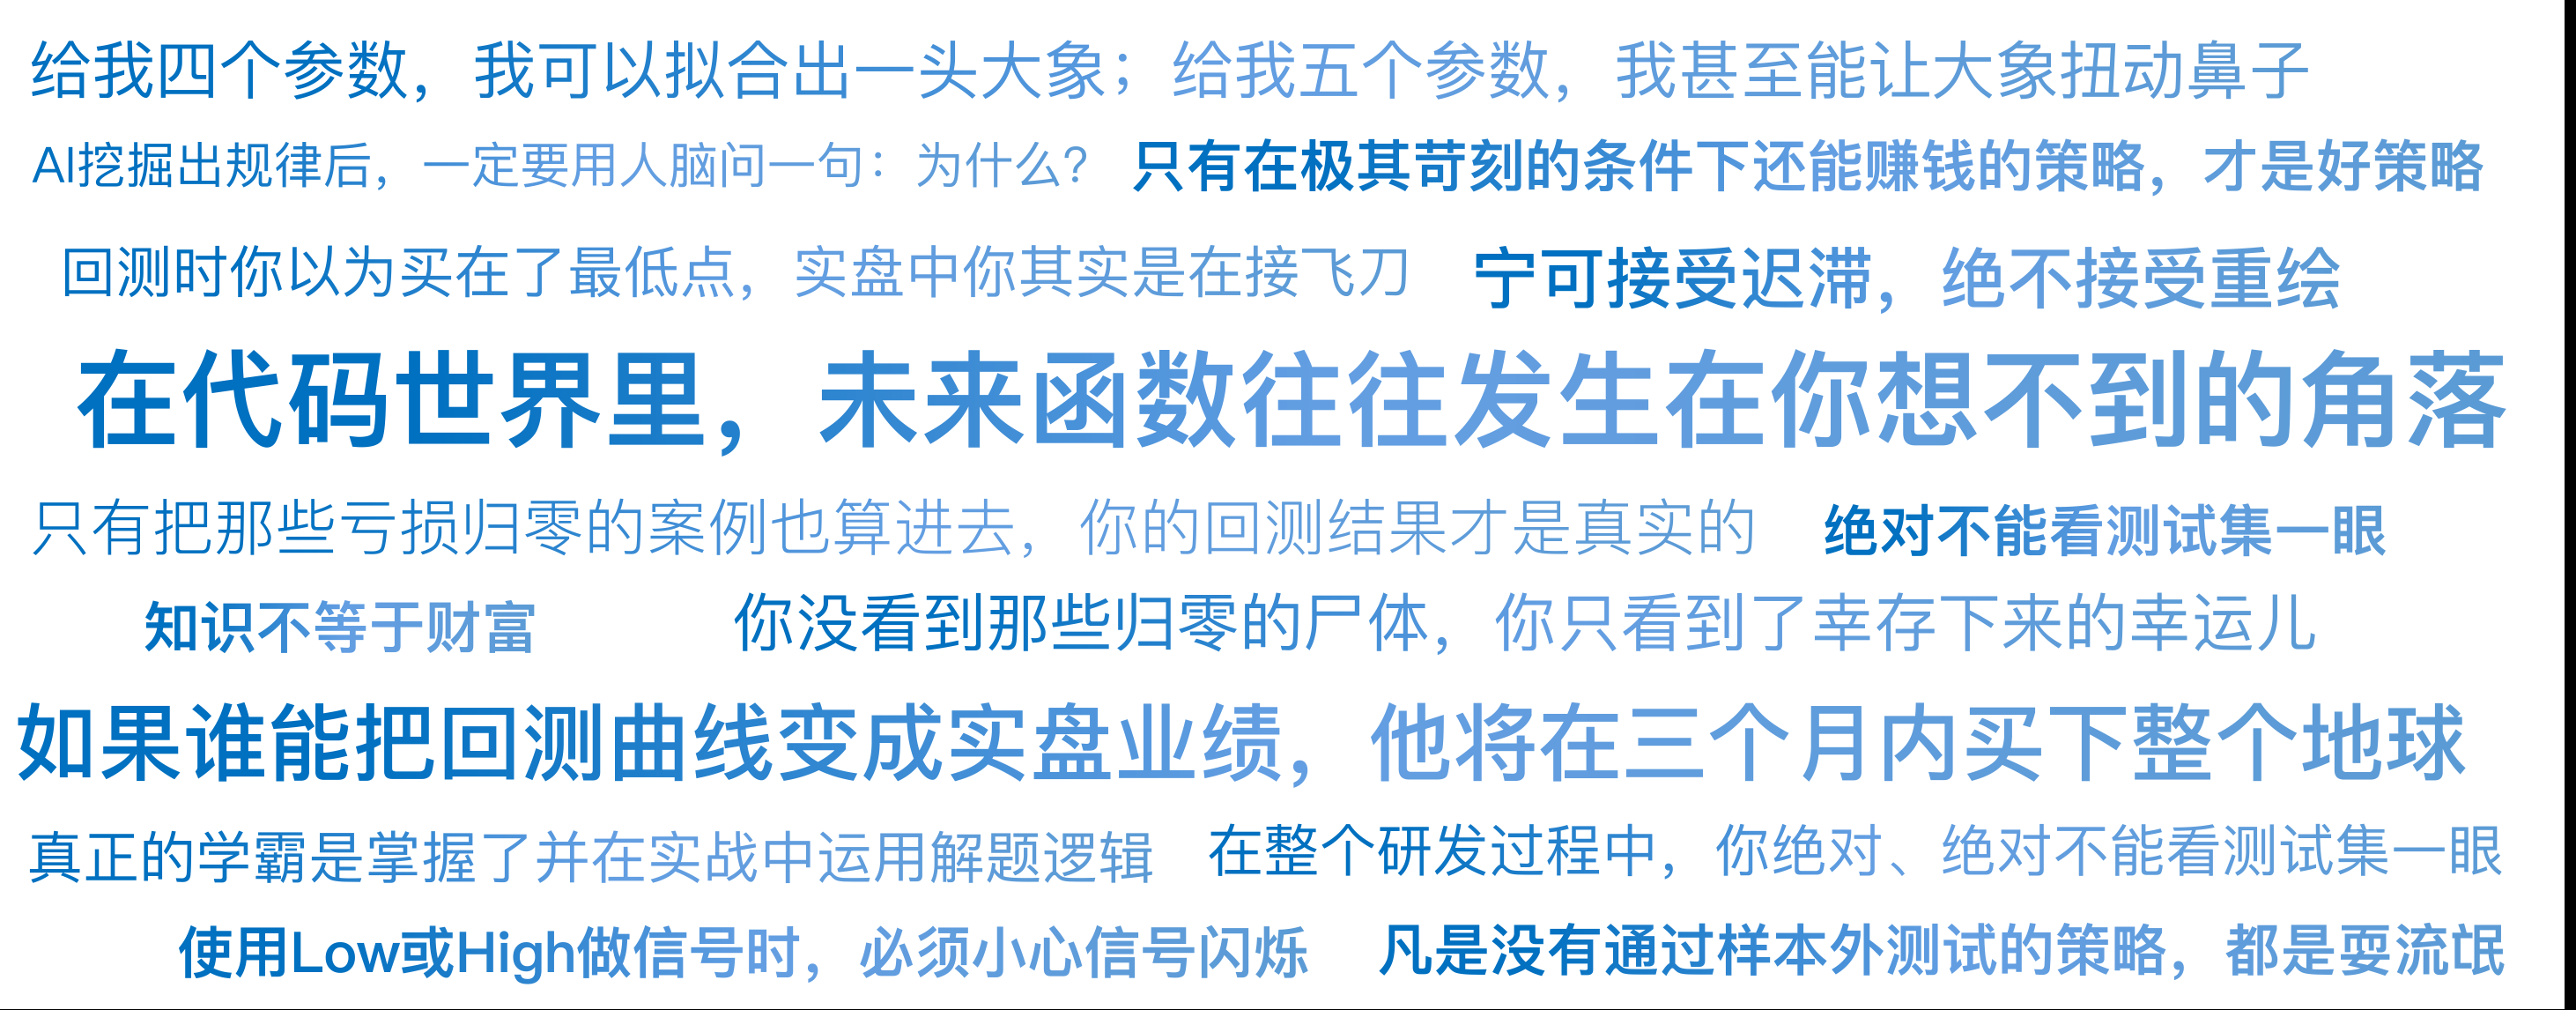 给我四个参数，我可以拟合出一头大象；给我五个参数，我甚至能让大象扭动鼻子
AI挖掘出规律后，一定要用人脑问一句：为什么?
只有在极其苛刻的条件下还能赚钱的策略，才是好策略
回测时你以为买在了最低点，实盘中你其实是在接飞刀
宁可接受迟滞，绝不接受重绘
在代码世界里，未来函数往往发生在你想不到的角落
只有把那些亏损归零的案例也算进去，你的回测结果才是真实的
绝对不能看测试集一眼
知识不等于财富
你没看到那些归零的尸体，你只看到了幸存下来的幸运儿
如果谁能把回测曲线变成实盘业绩，他将在三个月内买下整个地球
真正的学霸是掌握了并在实战中运用解题逻辑
在整个研发过程中，你绝对、绝对不能看测试集一眼
使用Low或High做信号时，必须小心信号闪烁
凡是没有通过样本外测试的策略，都是耍流氓